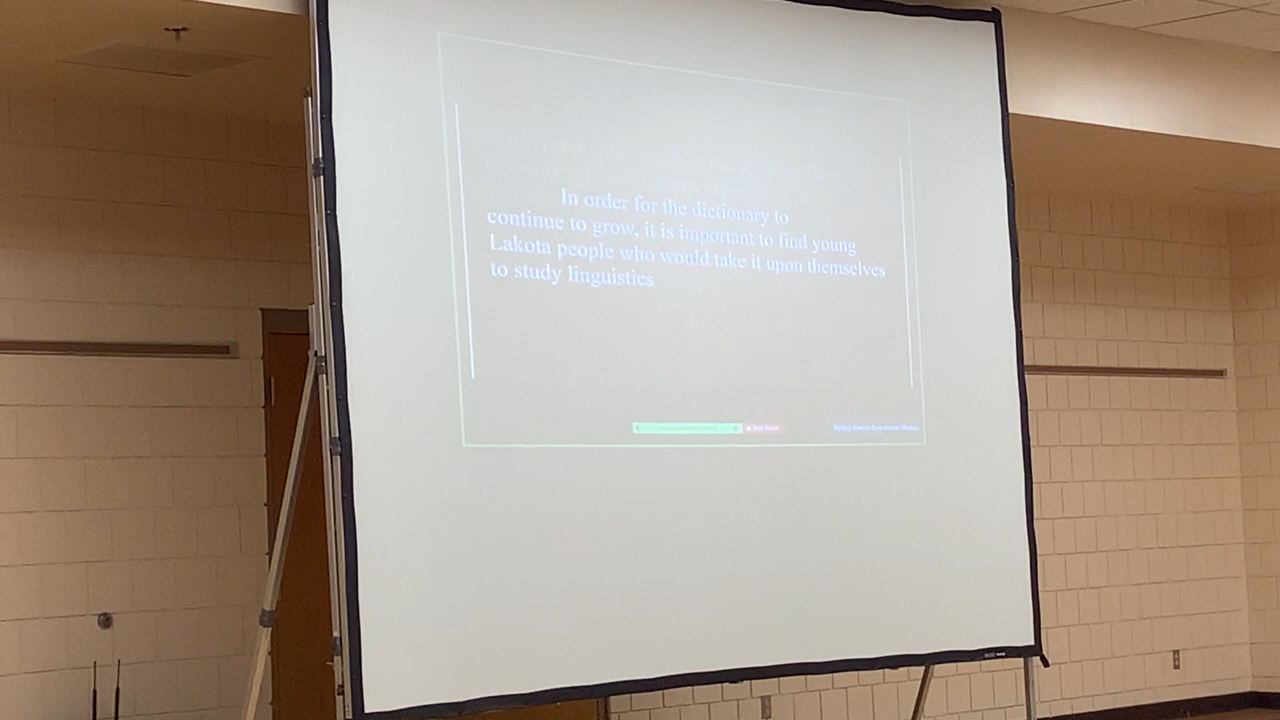 In order for the dictionary to
continue to grow, it is important to find young
Lakota people who would take it upon themselves
to study linguistics